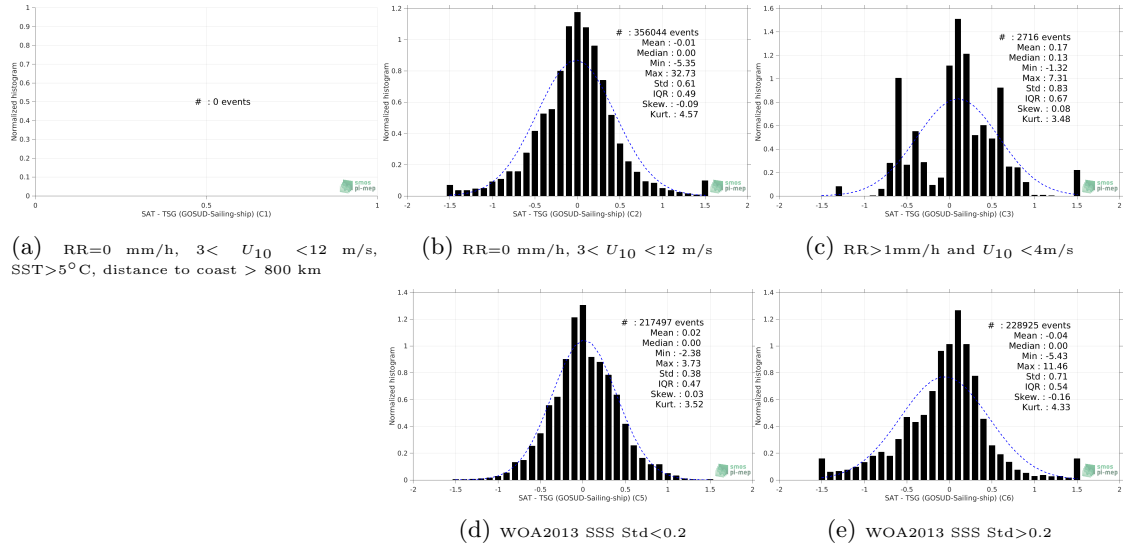 1
0.9
0.8
0.7
0.6
0.5
0.4
0.3
0.2
0.1
0
Normalized histogram
# : 0 events
smos
pi-mep
0 0.5 1
SAT - TSG (GOSUD-Sailing-ship) (C1)
(a) RR=0 mm/h, 3< U10 <12 m/s,
SST>5°C, distance to coast > 800 km
1.2
1
0.8
0.6
0.4
0.2
0
Normalized histogram
# : 356044 events
Mean : -0.01
Median : 0.00
Min : -5.35
Max : 32.73
Std : 0.61
IQR : 0.49
Skew. : -0.09
Kurt. : 4.57
smos
pi-mep
-2 -1.5 -1 -0.5 0 0.5 1 1.5 2
SAT - TSG (GOSUD-Sailing-ship) (C2)
(b) RR=0 mm/h, 3< U10 <12 m/s
1.6
1.4
1.2
1
0.8
0.6
0.4
0.2
0
Normalized histogram
# : 2716 events
Mean : 0.17
Median : 0.13
Min : -1.32
Max : 7.31
Std : 0.83
IQR : 0.67
Skew. : 0.08
Kurt. : 3.48
smos
pi-mep
-2 -1.5 -1 -0.5 0 0.5 1 1.5 2
SAT - TSG (GOSUD-Sailing-ship) (C3)
(c) RR>1mm/h and U10 <4m/s
1.4
1.2
1
0.8
0.6
0.4
0.2
0
Normalized histogram
# : 217497 events
Mean : 0.02
Median : 0.00
Min : -2.38
Max : 3.73
Std : 0.38
IQR : 0.47
Skew. : 0.03
Kurt. : 3.52
smos
pi-mep
-2 -1.5 -1 -0.5 0 0.5 1 1.5 2
SAT - TSG (GOSUD-Sailing-ship) (C5)
(d) WOA2013 SSS Std<0.2
1.4
1.2
1
0.8
0.6
0.4
0.2
0
Normalized histogram
# : 228925 events
Mean : -0.04
Median : 0.00
Min : -5.43
Max : 11.46
Std : 0.71
IQR : 0.54
Skew. : -0.16
Kurt. : 4.33
smos
pi-mep
-2 -1.5 -1 -0.5 0 0.5 1 1.5 2
SAT - TSG (GOSUD-Sailing-ship) (C6)
(e) WOA2013 SSS Std>0.2